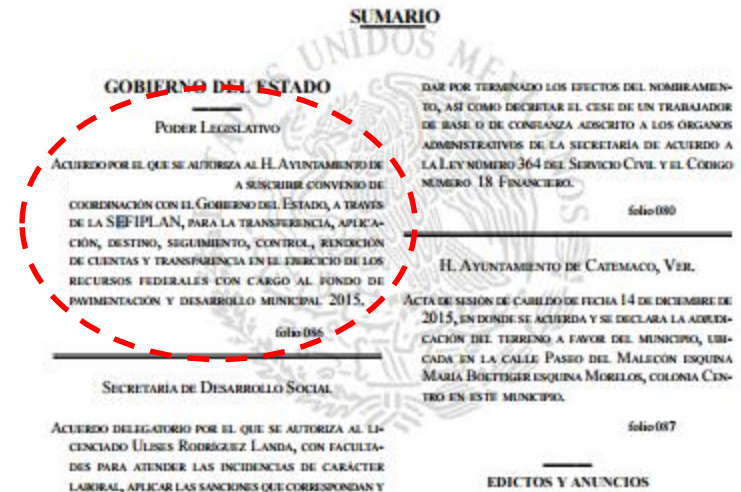 SUMARIO
UNIDOS MEX
GOBIERNO DEL ESTADO
PODER LEGISLATIVO
ACUERDO POR EL QUE SE AUTORIZA AL H. AYUNTAMIENTO DE
A SUSCRIBIR CONVENIO DE
COORDINACIÓN CON EL GOBIERNO DEL ESTADO, A TRAVÉS
DE LA SEFIPLAN, PARA LA TRANSFERENCIA, APLICA-
CIÓN, DESTINO, SEGUIMIENTO, CONTROL, RENDICIÓN
DE CUENTAS Y TRANSPARENCIA EN EL EJERCICIO DE LOS
RECURSOS FEDERALES CON CARGO AL FONDO DE
PAVIMENTACIÓN Y DESARROLLO MUNICIPAL 2015.
folio 086
SECRETARÍA DE DESARROLLO SOCIAL
ACUERDO DELEGATORIO POR EL QUE SE AUTORIZA AL LI-
CENCIADO ULISES RODRÍGUEZ LANDA, CON FACULTA-
DES PARA ATENDER LAS INCIDENCIAS DE CARÁCTER
LABORAL, APLICAR LAS SANCIONES QUE CORRESPONDAN Y
DAR POR TERMINADO LOS EFECTOS DEL NOMBRAMIEN-
TO, ASÍ COMO DECRETAR EL CESE DE UN TRABAJADOR
DE BASE O DE CONFIANZA ADSCRITO A LOS ÓRGANOS
ADMINISTRATIVOS DE LA SECRETARÍA DE ACUERDO A
LA LEY NÚMERO 364 DEL SERVICIO CIVIL Y EL CÓDIGO
NÚMERO 18 FINANCIERO.
folio 080
H. AYUNTAMIENTO DE CATEMACO, VER.
ACTA DE SESIÓN DE CABILDO DE FECHA 14 DE DICIEMBRE DE
2015, EN DONDE SE ACUERDA Y SE DECLARA LA ADJUDI-
CACIÓN DEL TERRENO A FAVOR DEL MUNICIPIO, UBI-
CADA EN LA CALLE PASEO DEL MALECÓN ESQUINA
MARÍA BOETTIGER ESQUINA MORELOS, COLONIA CEN-
TRO EN ESTE MUNICIPIO.
folio 087
EDICTOS Y ANUNCIOS